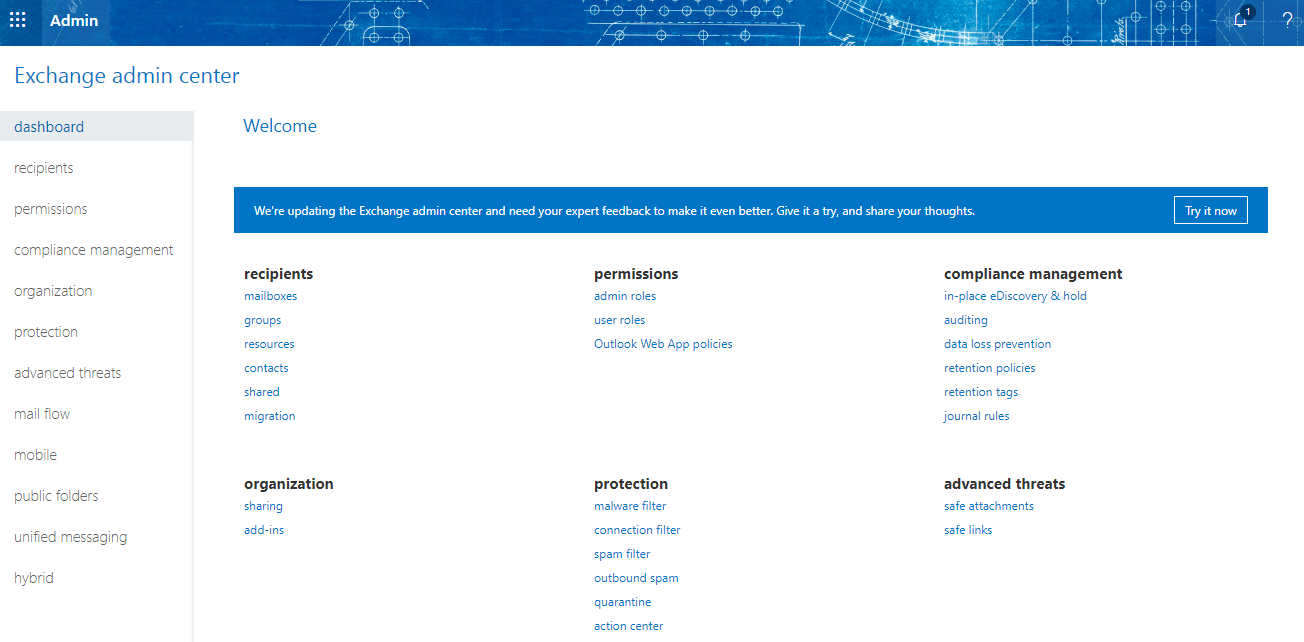 Admin
1
?
Exchange admin center
dashboard
recipients
permissions
compliance management
organization
protection
advanced threats
mail flow
mobile
public folders
unified messaging
hybrid
Welcome
We're updating the Exchange admin center and need your expert feedback to make it even better. Give it a try, and share your thoughts.
Try it now
recipients
mailboxes
groups
resources
contacts
shared
migration
permissions
admin roles
user roles
Outlook Web App policies
compliance management
in-place eDiscovery & hold
auditing
data loss prevention
retention policies
retention tags
journal rules
organization
sharing
add-ins
protection
malware filter
connection filter
spam filter
outbound spam
quarantine
action center
advanced threats
safe attachments
safe links